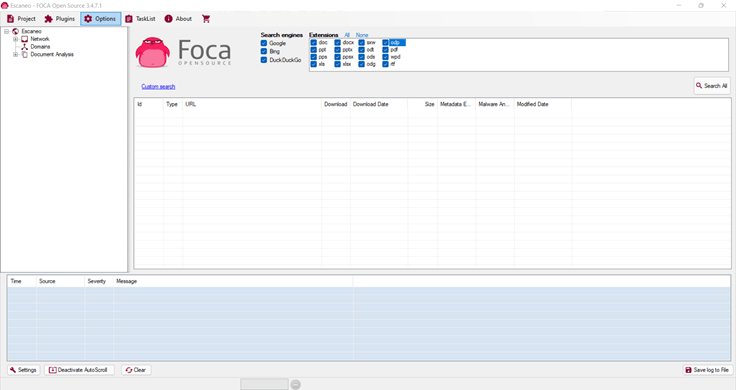 Escaneo - FOCA Open Source 3.4.7.1
Project Plugins Options TaskList About
Escaneo
Network
Domains
Document Analysis
Foca
OPENSOURCE
Search engines
Google
Bing
DuckDuckGo
Extensions All None
doc docx sxw odp
ppt pptx odt pdf
pps ppsx ods wpd
xls xlsx odg rtf
Custom search
Search All
Id Type URL Download Download Date Size Metadata E... Malware An... Modified Date
Time Source Severity Message
Settings Deactivate AutoScroll Clear Save log to File